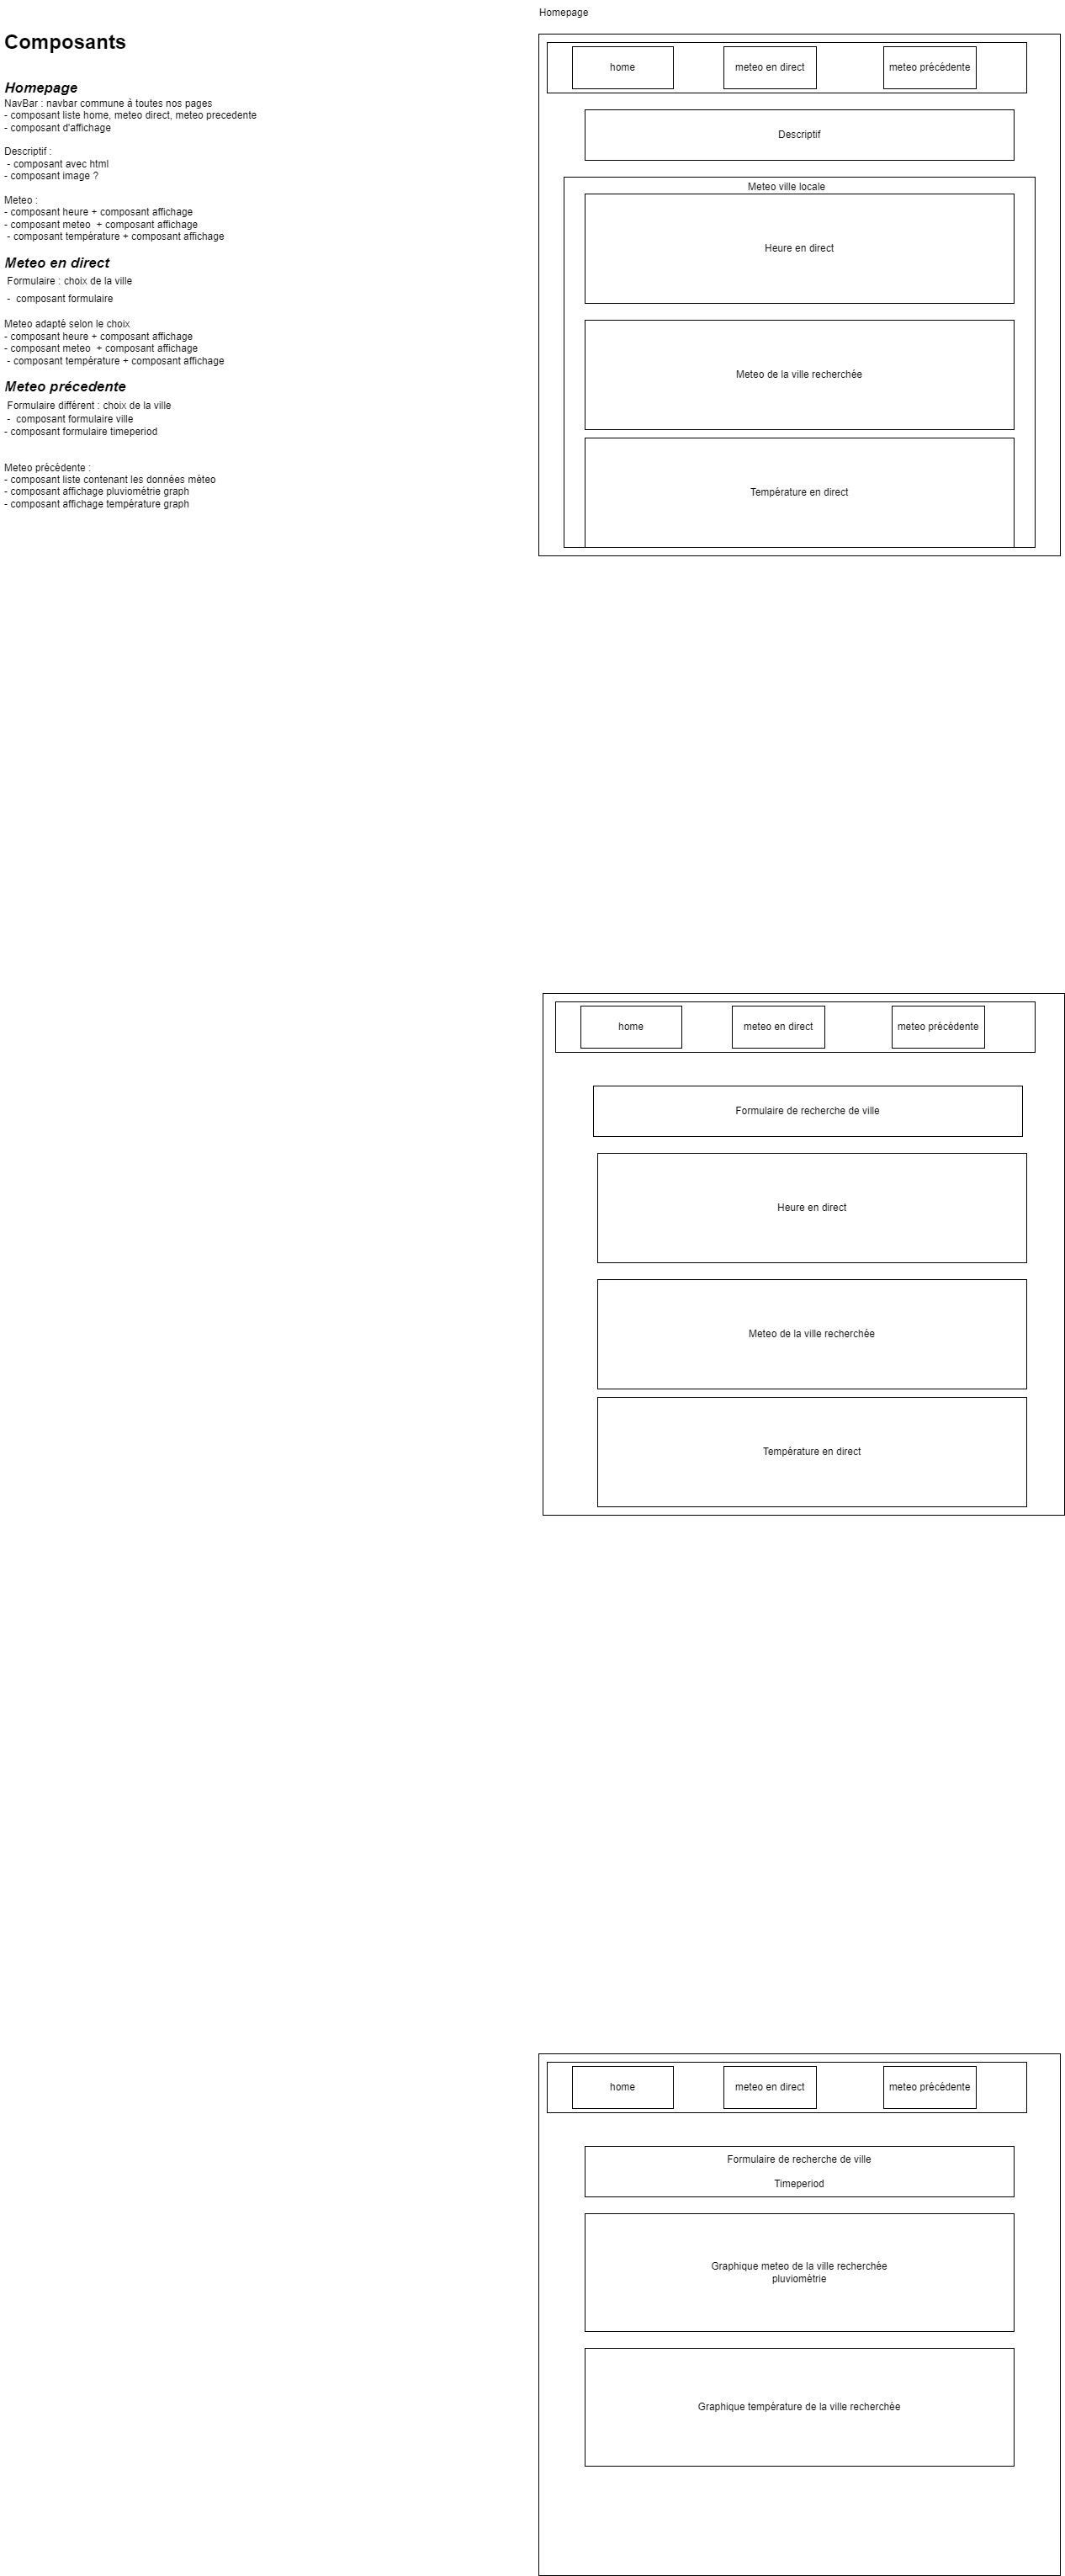 Composants
Homepage
NavBar : navbar commune à toutes nos pages
- composant liste home, meteo direct, meteo precedente
- composant d'affichage
Descriptif :
- composant avec html
- composant image ?
Meteo :
- composant heure + composant affichage
- composant meteo  + composant affichage
- composant température + composant affichage
Meteo en direct
Formulaire : choix de la ville
-  composant formulaire
Meteo adapté selon le choix
- composant heure + composant affichage
- composant meteo  + composant affichage
- composant température + composant affichage
Meteo précedente
Formulaire différent : choix de la ville
-  composant formulaire ville
- composant formulaire timeperiod
Meteo précédente :
- composant liste contenant les données méteo
- composant affichage pluviométrie graph
- composant affichage température graph
Homepage
home
meteo en direct
meteo précédente
Descriptif
Meteo ville locale
Heure en direct
Meteo de la ville recherchée
Température en direct
home
meteo en direct
meteo précédente
Formulaire de recherche de ville
Heure en direct
Meteo de la ville recherchée
Température en direct
home
meteo en direct
meteo précédente
Formulaire de recherche de ville
Timeperiod
Graphique meteo de la ville recherchée
pluviométrie
Graphique température de la ville recherchée